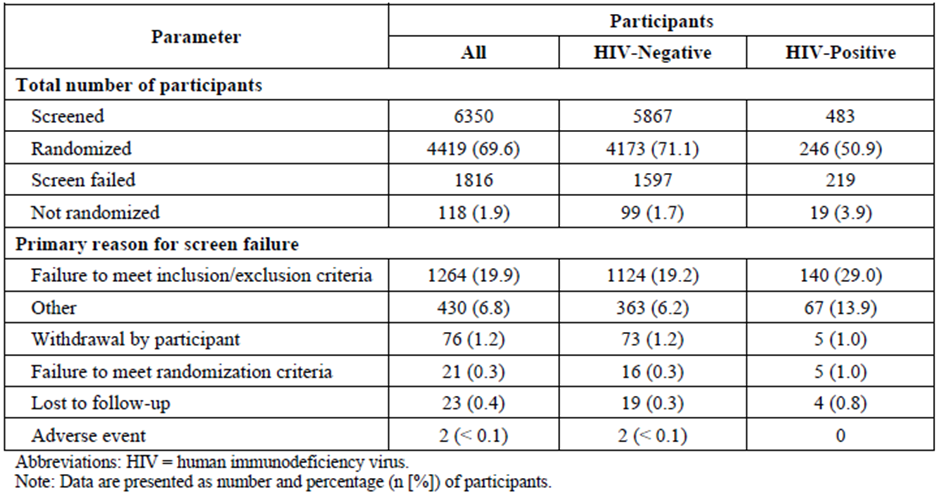 Parameter Participants
All HIV-Negative HIV-Positive
Total number of participants
Screened 6350 5867 483
Randomized 4419 (69.6) 4173 (71.1) 246 (50.9)
Screen failed 1816 1597 219
Not randomized 118 (1.9) 99 (1.7) 19 (3.9)
Primary reason for screen failure
Failure to meet inclusion/exclusion criteria 1264 (19.9) 1124 (19.2) 140 (29.0)
Other 430 (6.8) 363 (6.2) 67 (13.9)
Withdrawal by participant 76 (1.2) 73 (1.2) 5 (1.0)
Failure to meet randomization criteria 21 (0.3) 16 (0.3) 5 (1.0)
Lost to follow-up 23 (0.4) 19 (0.3) 4 (0.8)
Adverse event 2 (< 0.1) 2 (< 0.1) 0
Abbreviations: HIV = human immunodeficiency virus.
Note: Data are presented as number and percentage (n [%]) of participants.